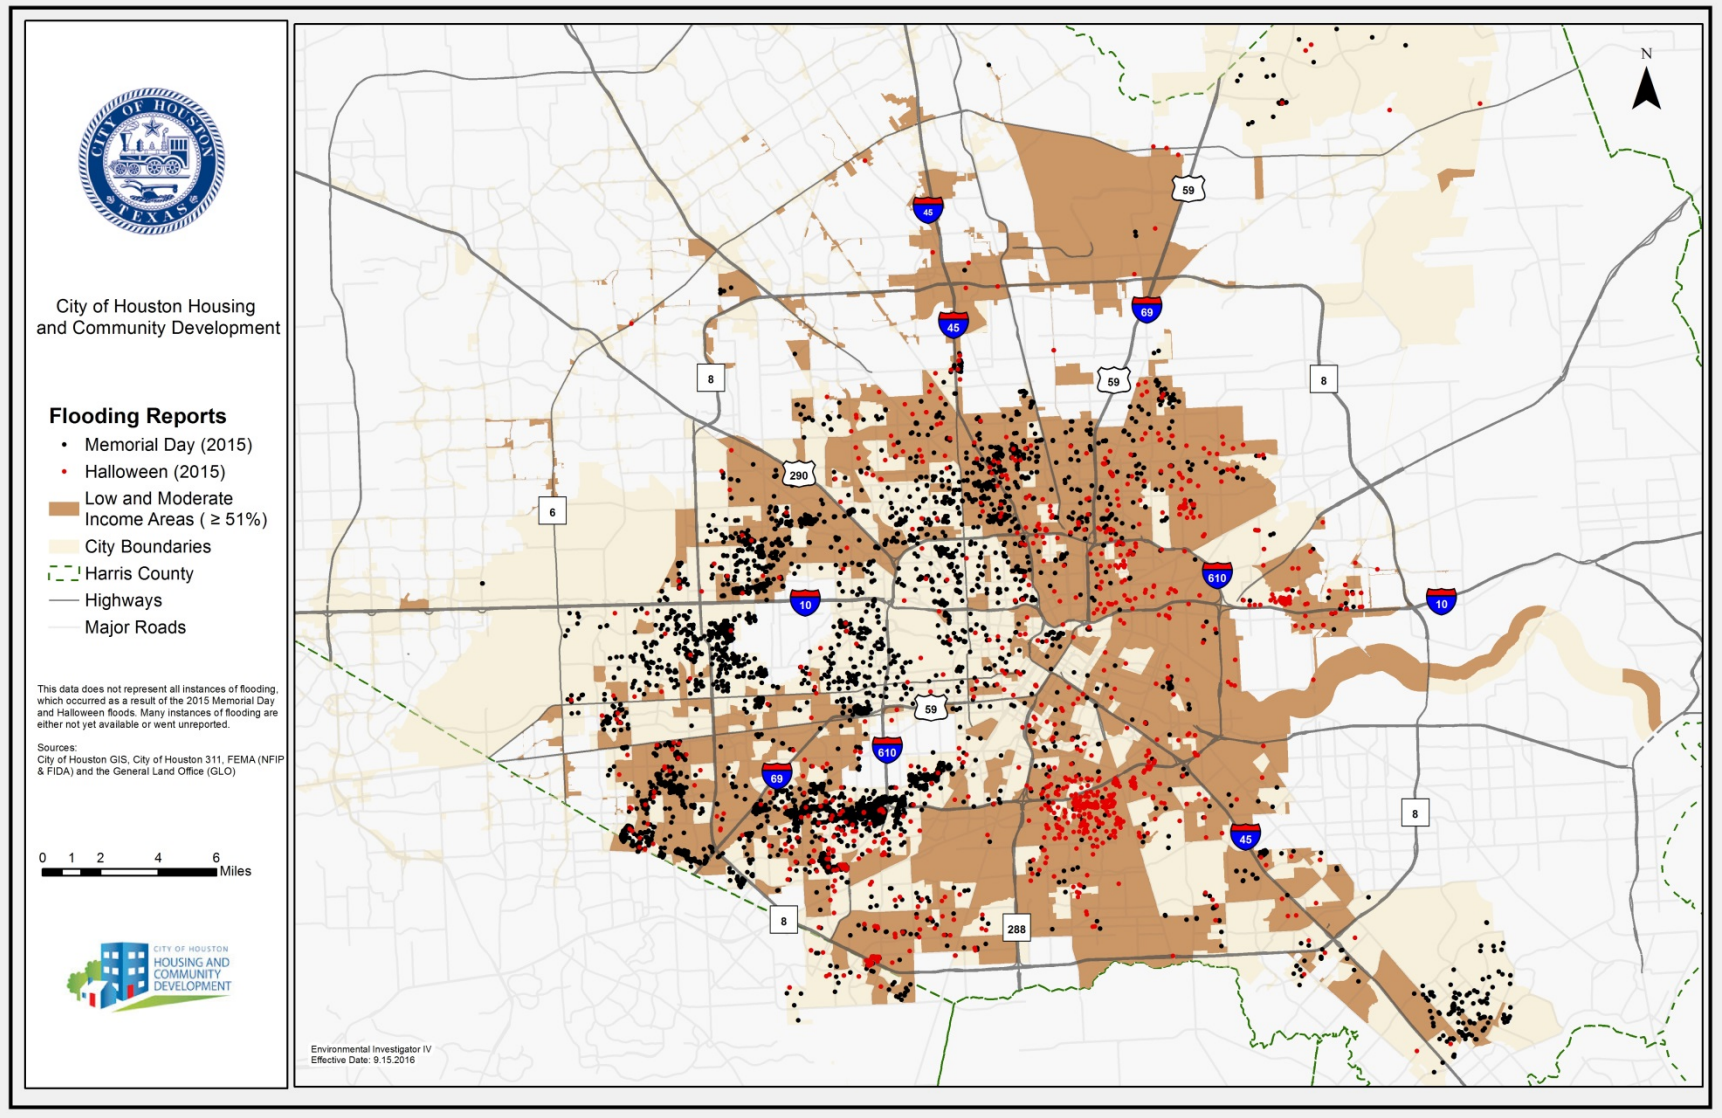 CITY OF HOUSTON
TEXAS
City of Houston Housing
and Community Development
Flooding Reports
Memorial Day (2015)
Halloween (2015)
Low and Moderate
Income Areas ( ≥ 51%)
City Boundaries
Harris County
Highways
Major Roads
This data does not represent all instances of flooding,
which occurred as a result of the 2015 Memorial Day
and Halloween floods. Many instances of flooding are
either not yet available or went unreported.
Sources:
City of Houston GIS, City of Houston 311, FEMA (NFIP
& FIDA) and the General Land Office (GLO)
0 1 2 4 6
Miles
CITY OF HOUSTON
HOUSING AND
COMMUNITY
DEVELOPMENT
N
59
45
69
45
8
59
8
290
6
610
10
10
59
610
69
8
45
8
288
Environmental Investigator IV
Effective Date: 9.15.2016